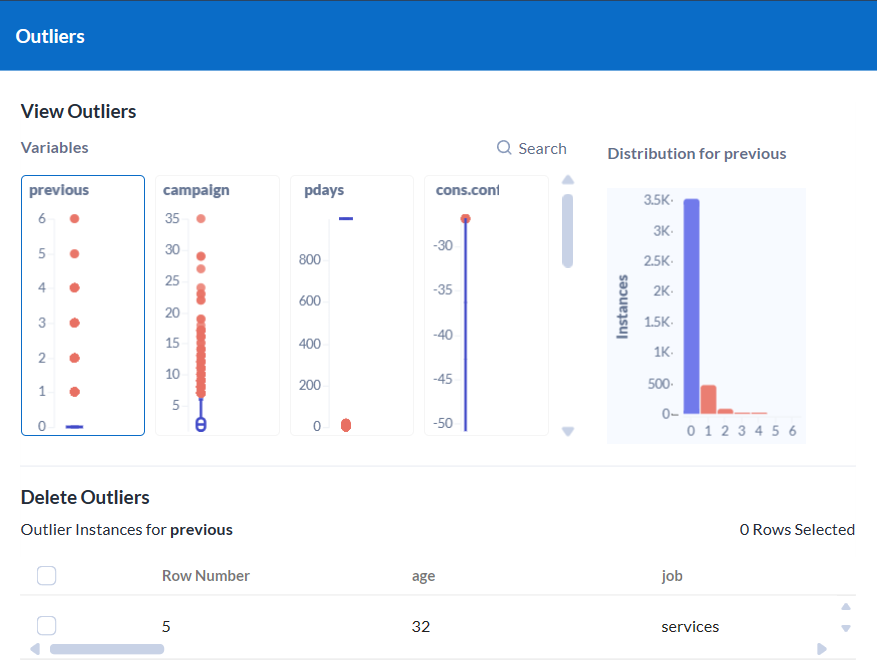 Outliers
View Outliers
Variables
Search
Distribution for previous
previous
6
5
4
3
2
1
0
campaign
35
30
25
20
15
10
5
pdays
800
600
400
200
0
cons.conf
-30
-35
-40
-45
-50
Instances
3.5K
3K
2.5K
2K
1.5K
1K
500
0
0 1 2 3 4 5 6
Delete Outliers
Outlier Instances for previous
0 Rows Selected
Row Number age job
5 32 services